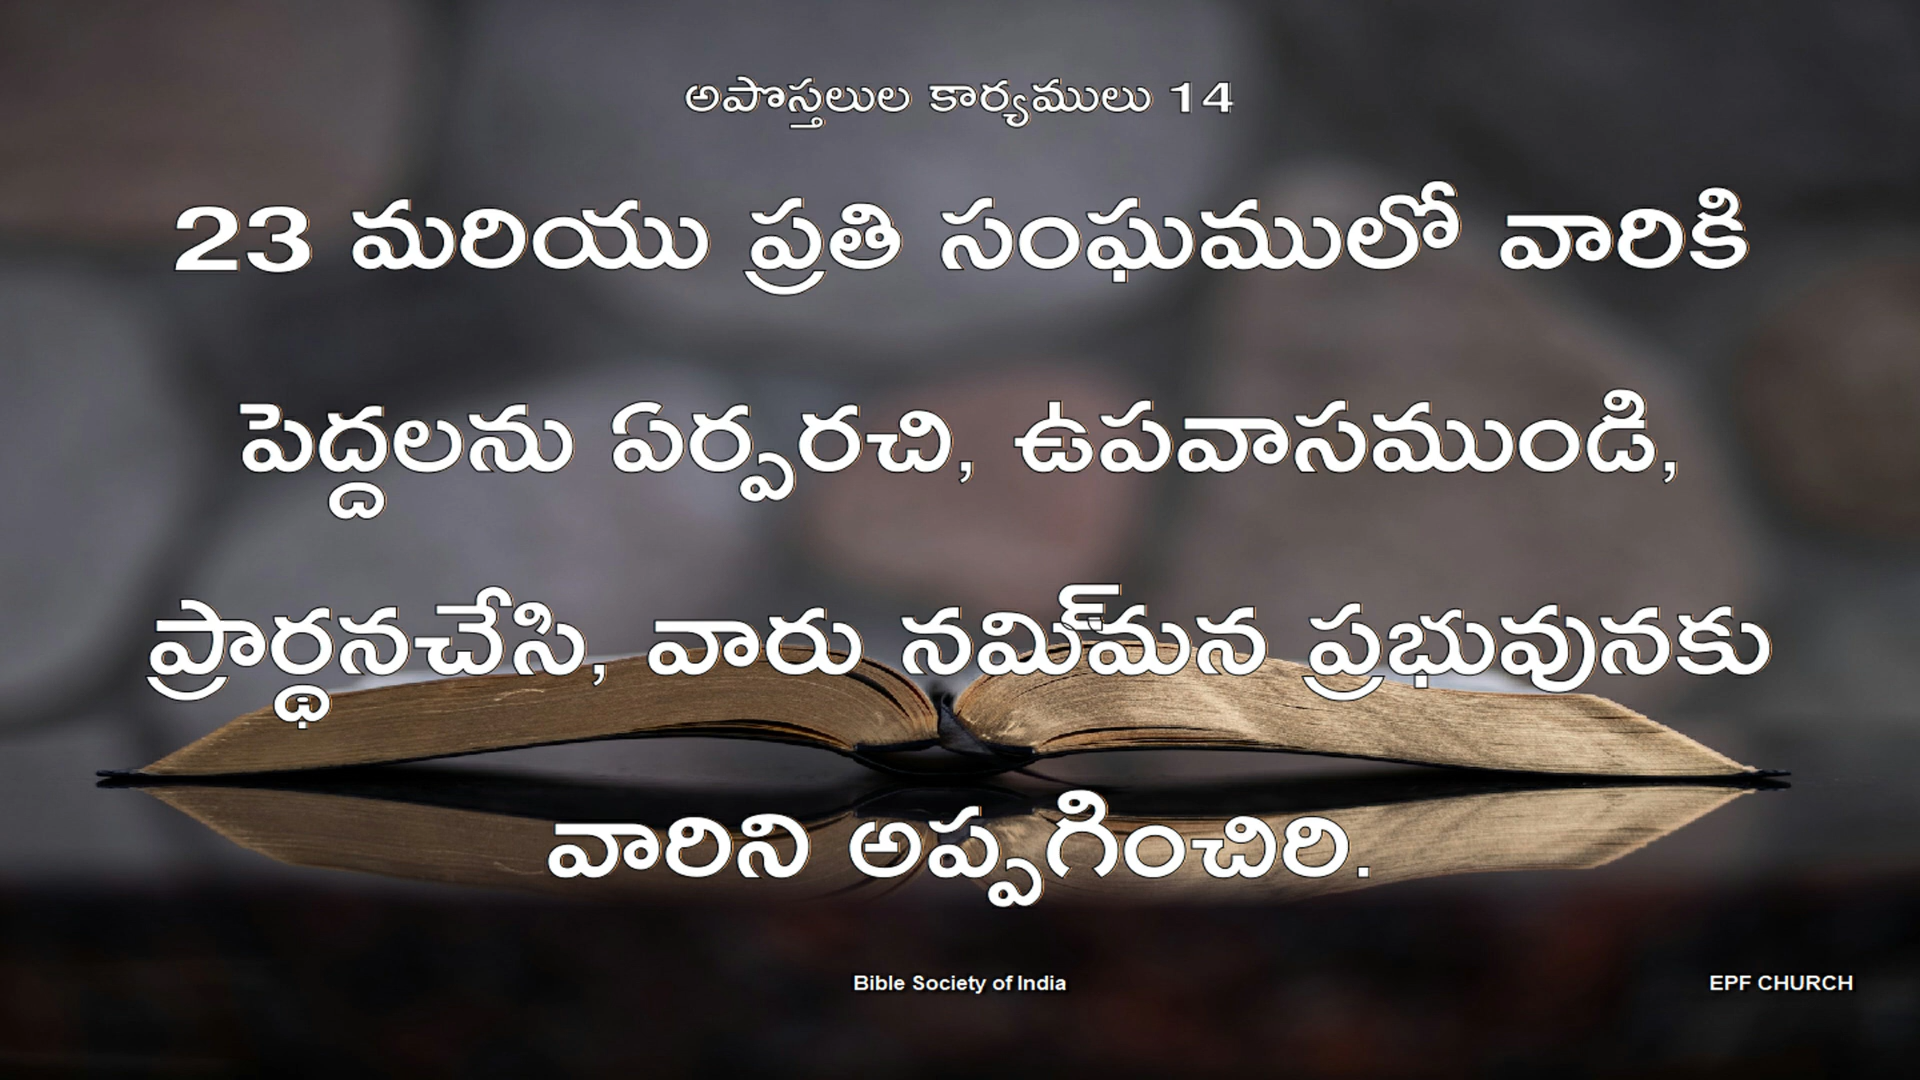 అపొస్తలుల కార్యములు 14
23 మరియు ప్రతి సంఘములో వారికి
పెద్దలను ఏర్పరచి, ఉపవాసముండి,
ప్రార్థనచేసి, వారు నమి్మన ప్రభువునకు
వారిని అప్పగించిరి.
Bible Society of India
EPF CHURCH